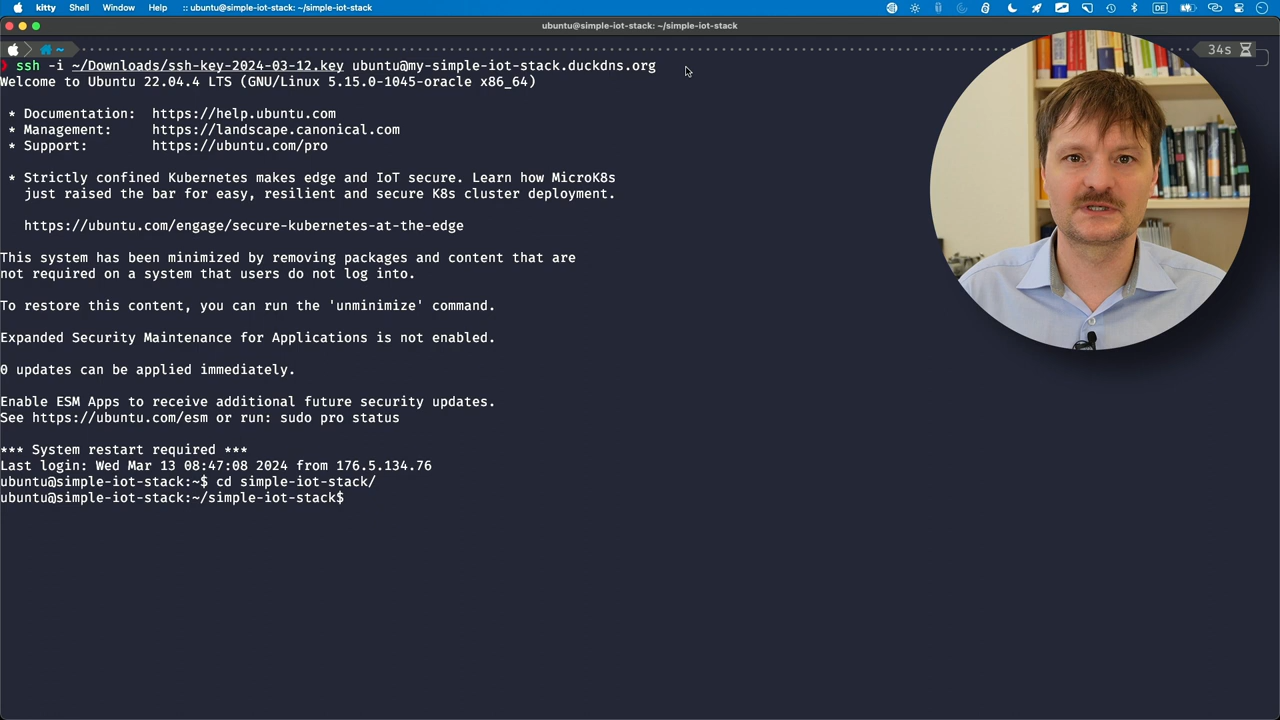 kitty Shell Window Help :: ubuntu@simple-iot-stack: ~/simple-iot-stack DE
ubuntu@simple-iot-stack: ~/simple-iot-stack
~ 34s
❯ ssh -i ~/Downloads/ssh-key-2024-03-12.key ubuntu@my-simple-iot-stack.duckdns.org
Welcome to Ubuntu 22.04.4 LTS (GNU/Linux 5.15.0-1045-oracle x86_64)
* Documentation: https://help.ubuntu.com
* Management: https://landscape.canonical.com
* Support: https://ubuntu.com/pro
* Strictly confined Kubernetes makes edge and IoT secure. Learn how MicroK8s
just raised the bar for easy, resilient and secure K8s cluster deployment.
https://ubuntu.com/engage/secure-kubernetes-at-the-edge
This system has been minimized by removing packages and content that are
not required on a system that users do not log into.
To restore this content, you can run the 'unminimize' command.
Expanded Security Maintenance for Applications is not enabled.
0 updates can be applied immediately.
Enable ESM Apps to receive additional future security updates.
See https://ubuntu.com/esm or run: sudo pro status
*** System restart required ***
Last login: Wed Mar 13 08:47:08 2024 from 176.5.134.76
ubuntu@simple-iot-stack:~$ cd simple-iot-stack/
ubuntu@simple-iot-stack:~/simple-iot-stack$